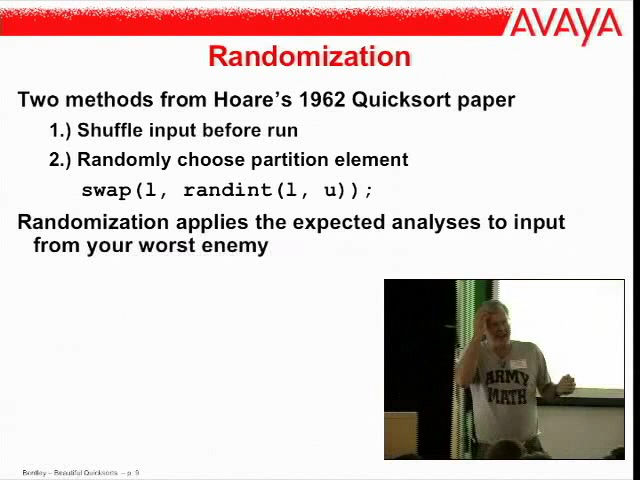 AVAYA
Randomization
Two methods from Hoare's 1962 Quicksort paper
1.) Shuffle input before run
2.) Randomly choose partition element
swap(l, randint(l, u));
Randomization applies the expected analyses to input
from your worst enemy
ARMY
MATH
Bentley – Beautiful Quicksorts – p. 9